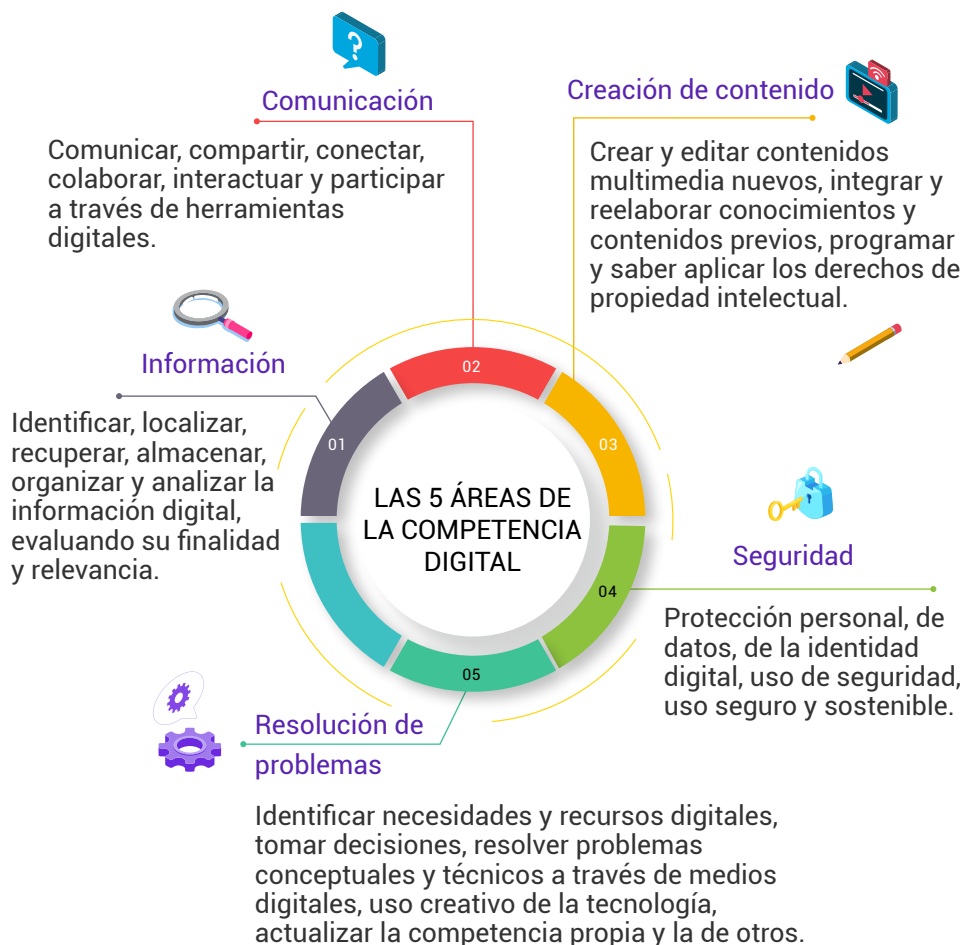 ?
Comunicación
Comunicar, compartir, conectar,
colaborar, interactuar y participar
a través de herramientas
digitales.
Creación de contenido
Crear y editar contenidos
multimedia nuevos, integrar y
reelaborar conocimientos y
contenidos previos, programar
y saber aplicar los derechos de
propiedad intelectual.
Información
Identificar, localizar,
recuperar, almacenar,
organizar y analizar la
información digital,
evaluando su finalidad
y relevancia.
01
02
03
04
05
LAS 5 ÁREAS DE
LA COMPETENCIA
DIGITAL
Seguridad
Protección personal, de
datos, de la identidad
digital, uso de seguridad,
uso seguro y sostenible.
Resolución de
problemas
Identificar necesidades y recursos digitales,
tomar decisiones, resolver problemas
conceptuales y técnicos a través de medios
digitales, uso creativo de la tecnología,
actualizar la competencia propia y la de otros.